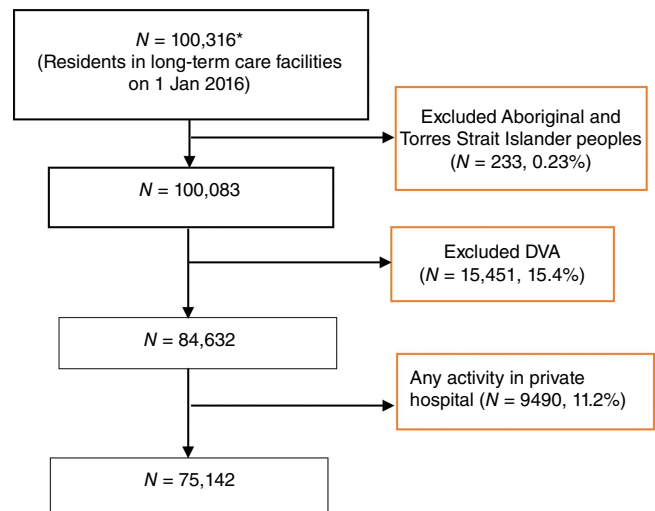 N = 100,316*
(Residents in long-term care facilities
on 1 Jan 2016)
Excluded Aboriginal and
Torres Strait Islander peoples
(N = 233, 0.23%)
N = 100,083
Excluded DVA
(N = 15,451, 15.4%)
N = 84,632
Any activity in private
hospital (N = 9490, 11.2%)
N = 75,142